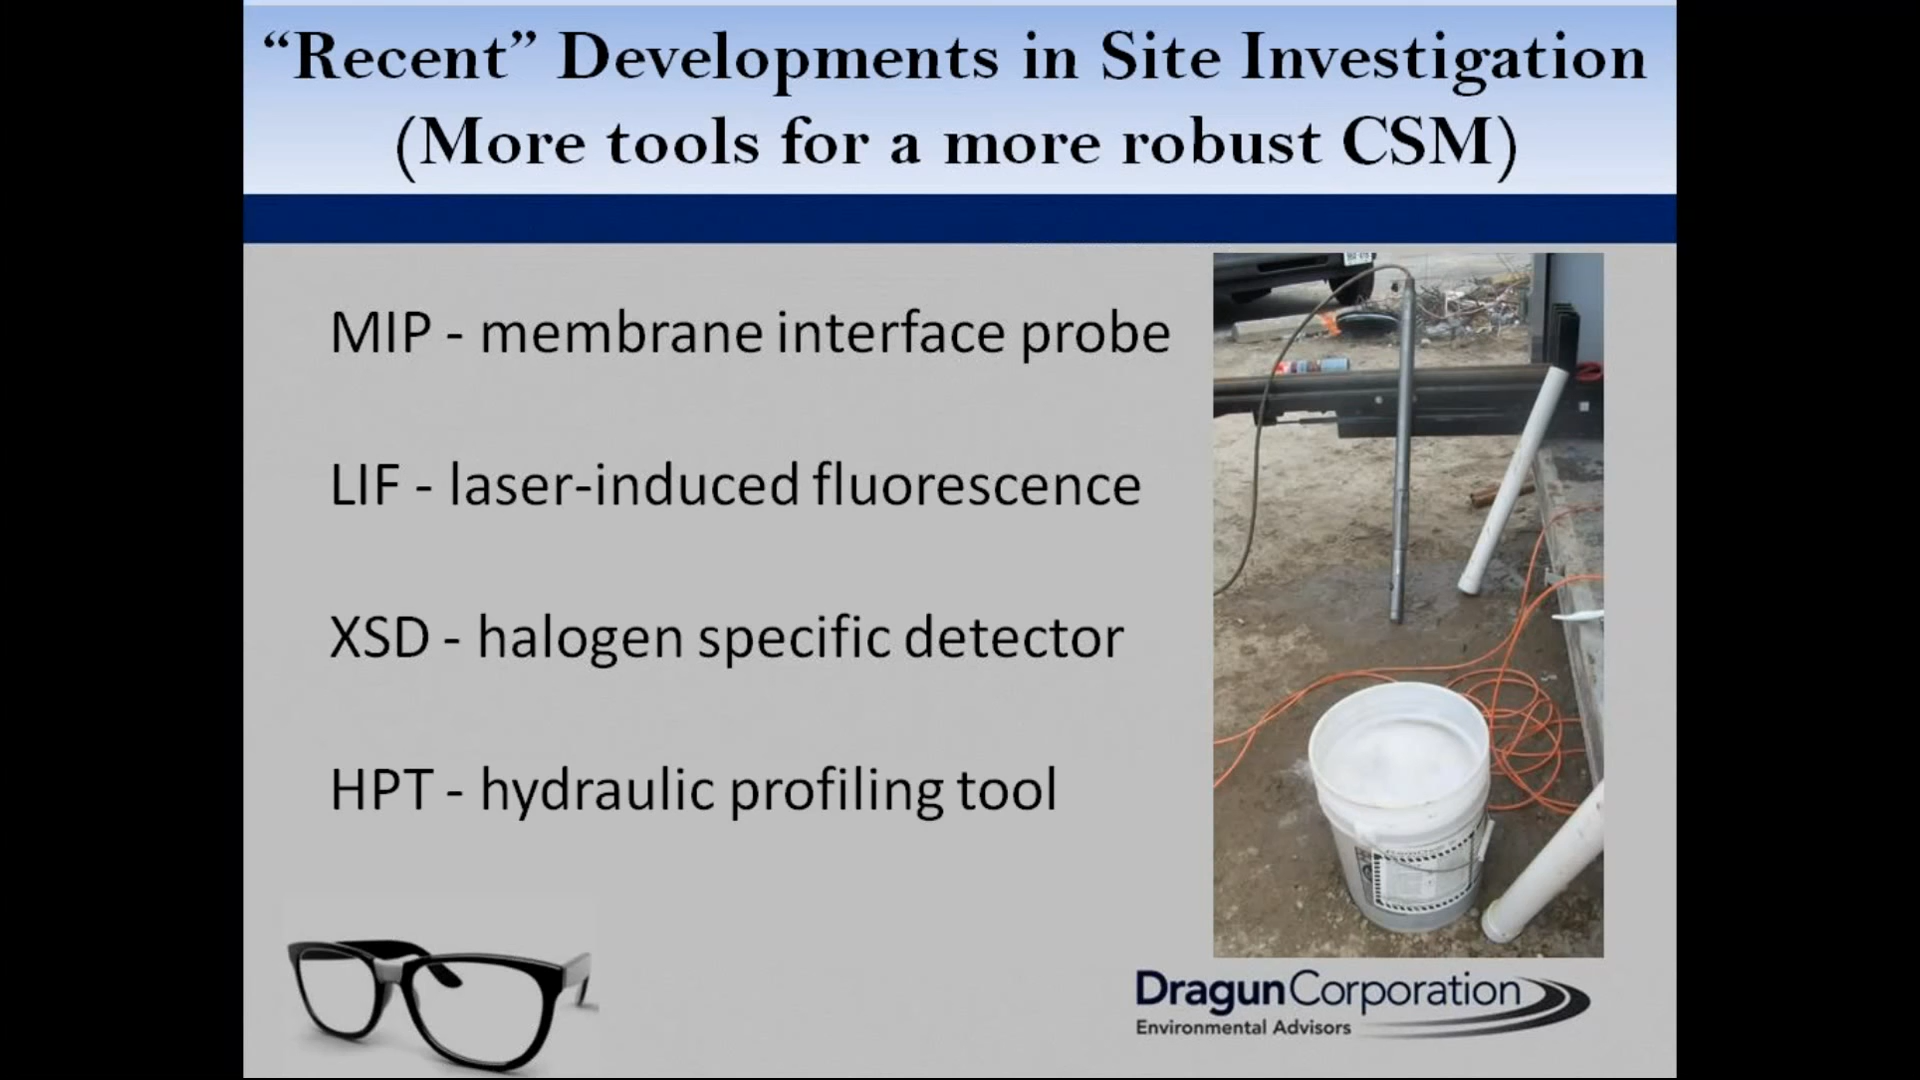 “Recent” Developments in Site Investigation
(More tools for a more robust CSM)
MIP - membrane interface probe
LIF - laser-induced fluorescence
XSD - halogen specific detector
HPT - hydraulic profiling tool
DragunCorporation
Environmental Advisors